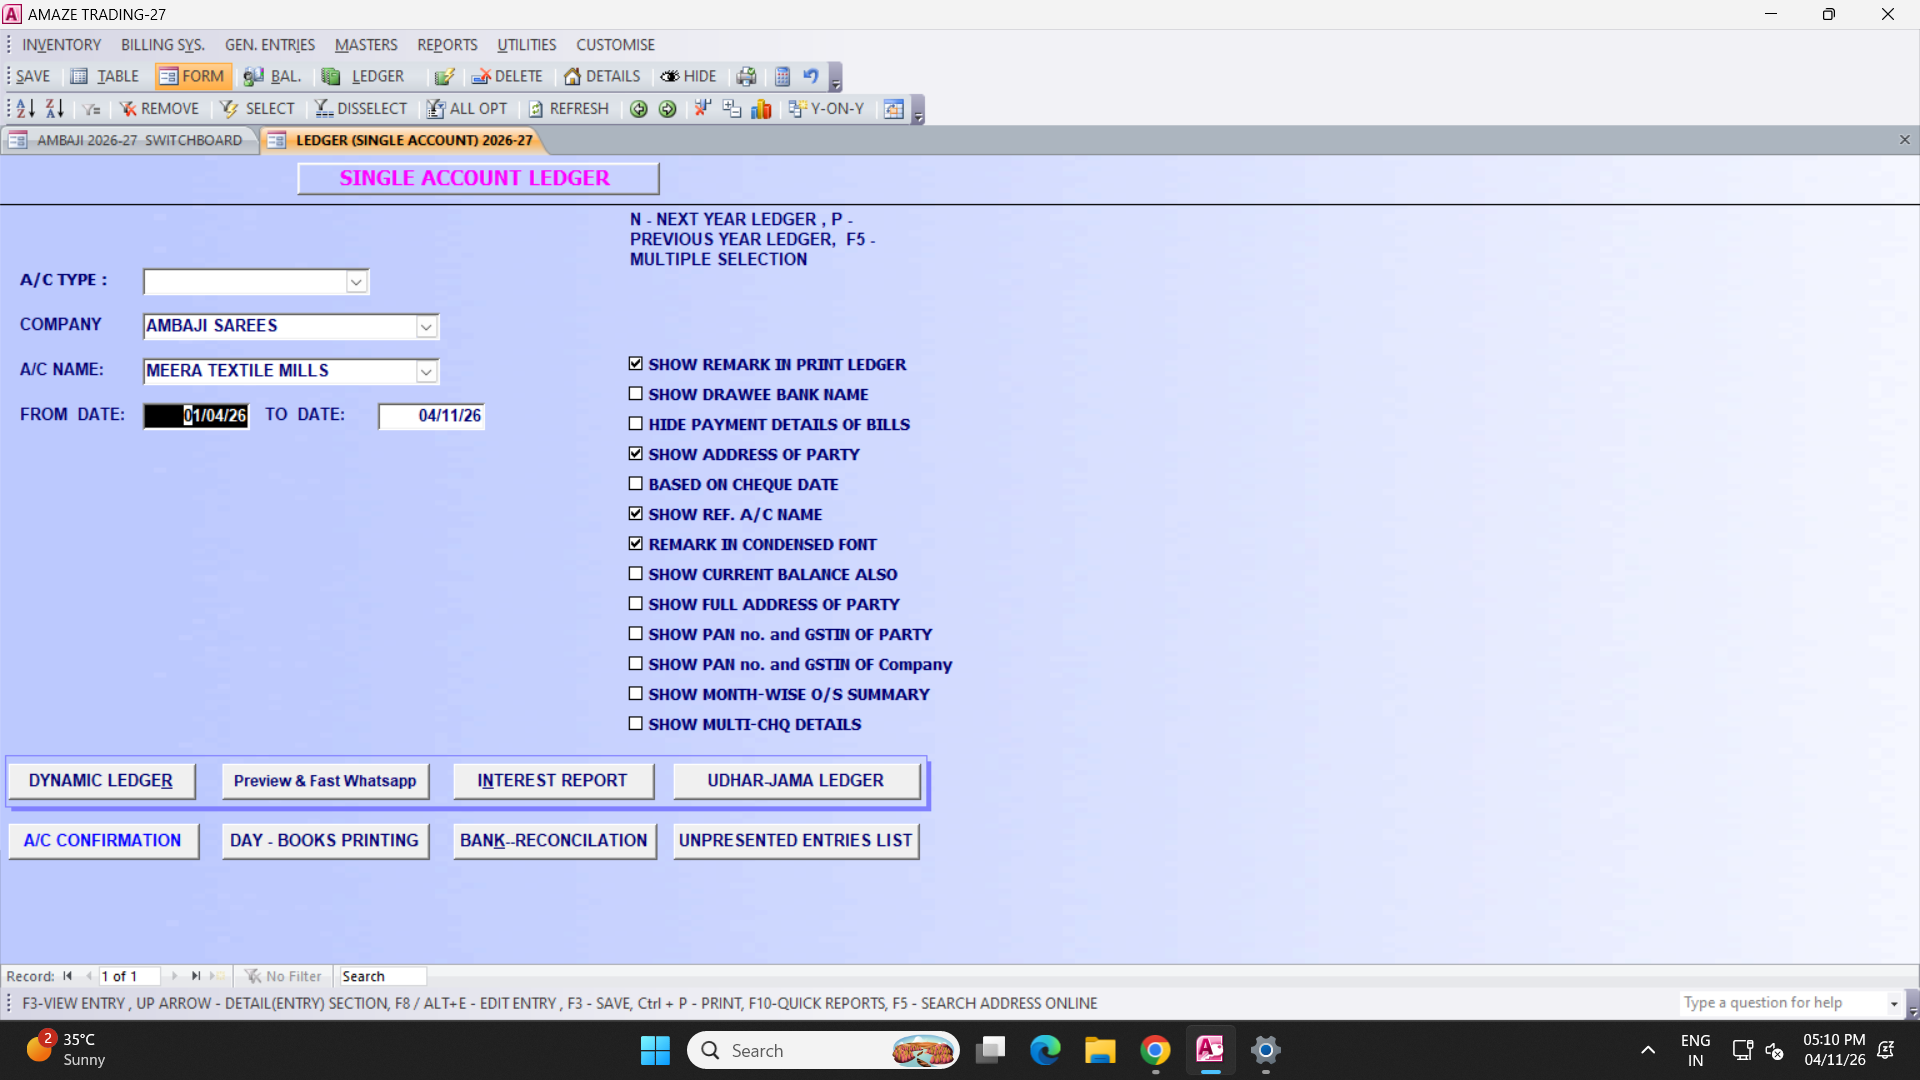 AMAZE TRADING-27
INVENTORY BILLING SYS. GEN. ENTRIES MASTERS REPORTS UTILITIES CUSTOMISE
SAVE TABLE FORM BAL. LEDGER DELETE DETAILS HIDE
REMOVE SELECT DISSELECT ALL OPT REFRESH Y-ON-Y
AMBAJI 2026-27 SWITCHBOARD LEDGER (SINGLE ACCOUNT) 2026-27
SINGLE ACCOUNT LEDGER
N - NEXT YEAR LEDGER , P -
PREVIOUS YEAR LEDGER, F5 -
MULTIPLE SELECTION
A/C TYPE :
COMPANY AMBAJI SAREES
A/C NAME: MEERA TEXTILE MILLS
FROM DATE: 01/04/26 TO DATE: 04/11/26
SHOW REMARK IN PRINT LEDGER
SHOW DRAWEE BANK NAME
HIDE PAYMENT DETAILS OF BILLS
SHOW ADDRESS OF PARTY
BASED ON CHEQUE DATE
SHOW REF. A/C NAME
REMARK IN CONDENSED FONT
SHOW CURRENT BALANCE ALSO
SHOW FULL ADDRESS OF PARTY
SHOW PAN no. and GSTIN OF PARTY
SHOW PAN no. and GSTIN OF Company
SHOW MONTH-WISE O/S SUMMARY
SHOW MULTI-CHQ DETAILS
DYNAMIC LEDGER Preview & Fast Whatsapp INTEREST REPORT UDHAR-JAMA LEDGER
A/C CONFIRMATION DAY - BOOKS PRINTING BANK--RECONCILATION UNPRESENTED ENTRIES LIST
Record: 1 of 1 No Filter Search
F3-VIEW ENTRY , UP ARROW - DETAIL(ENTRY) SECTION, F8 / ALT+E - EDIT ENTRY , F3 - SAVE, Ctrl + P - PRINT, F10-QUICK REPORTS, F5 - SEARCH ADDRESS ONLINE Type a question for help
2 35°C Search ENG 05:10 PM
Sunny IN 04/11/26